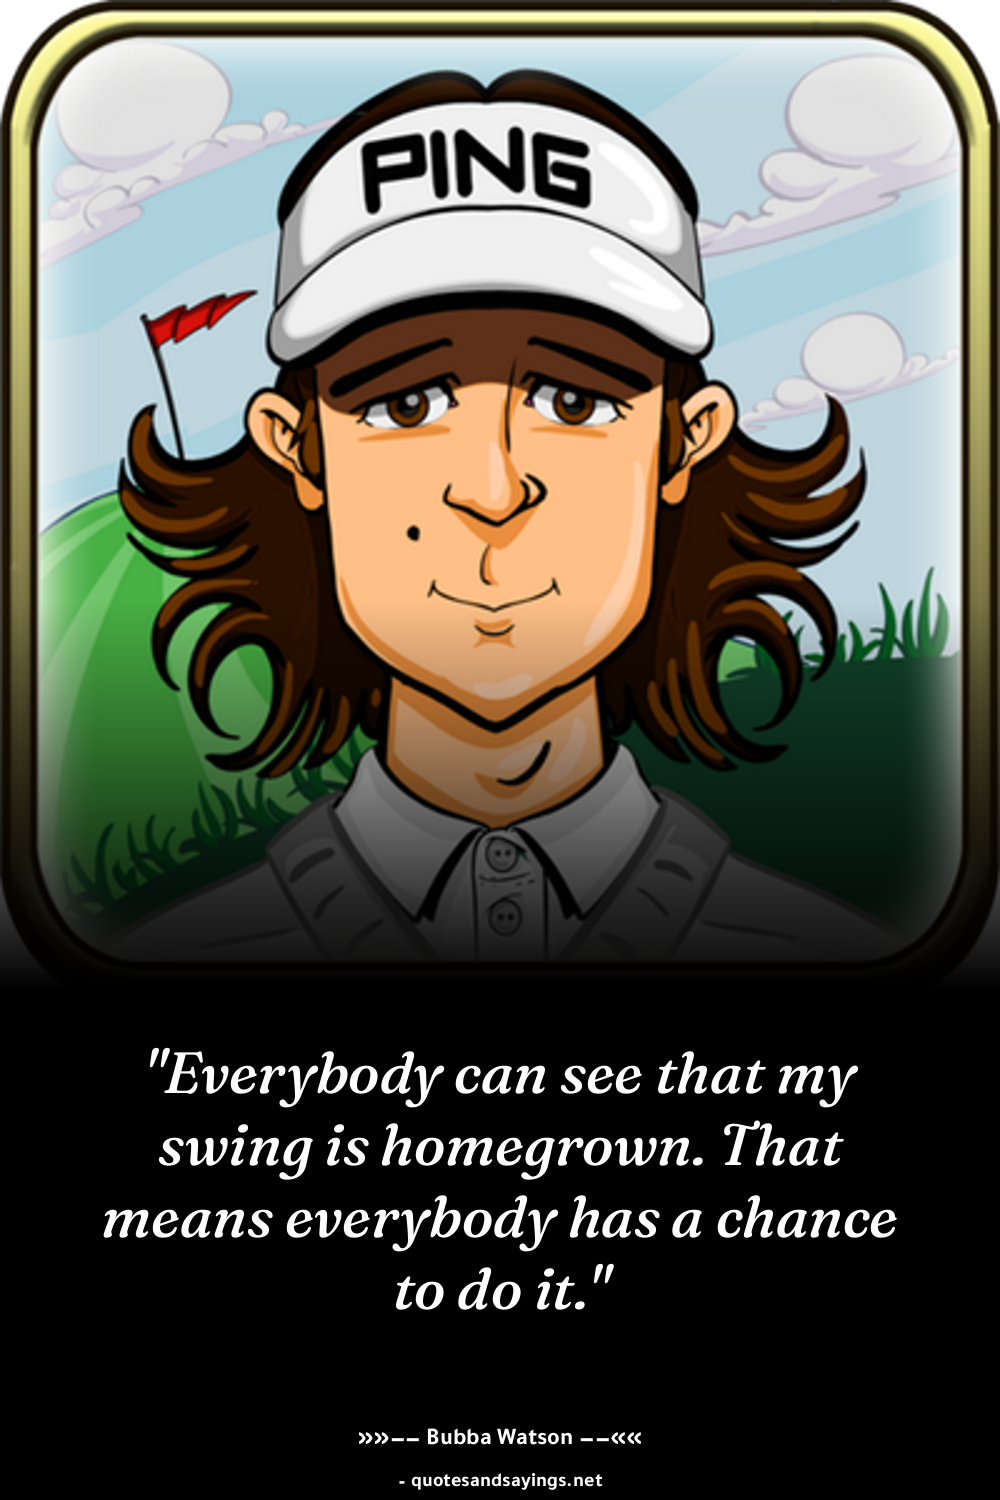 PING
"Everybody can see that my
swing is homegrown. That
means everybody has a chance
to do it."
»»−− Bubba Watson −−««
- quotesandsayings.net